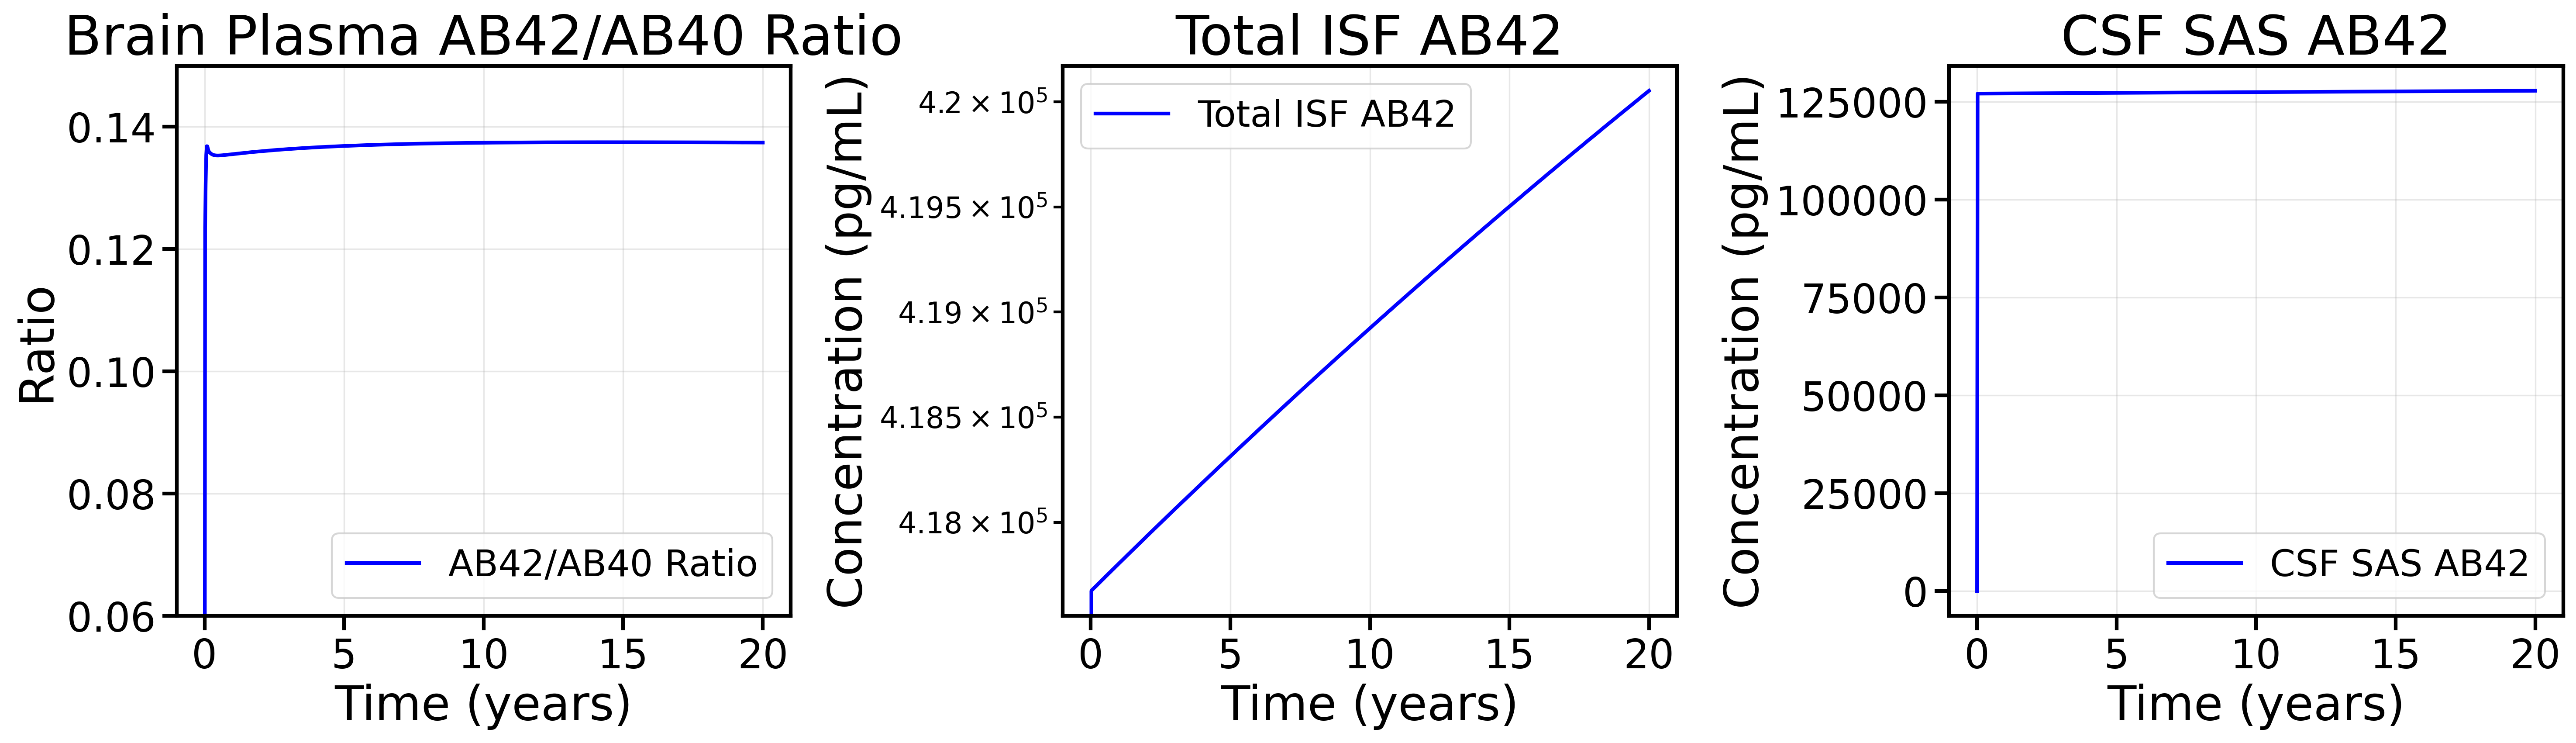 Brain Plasma AB42/AB40 Ratio
Ratio
0.14
0.12
0.10
0.08
0.06
AB42/AB40 Ratio
0 5 10 15 20
Time (years)
Total ISF AB42
Concentration (pg/mL)
4.2 × 10⁵
4.195 × 10⁵
4.19 × 10⁵
4.185 × 10⁵
4.18 × 10⁵
Total ISF AB42
0 5 10 15 20
Time (years)
CSF SAS AB42
Concentration (pg/mL)
125000
100000
75000
50000
25000
0
CSF SAS AB42
0 5 10 15 20
Time (years)